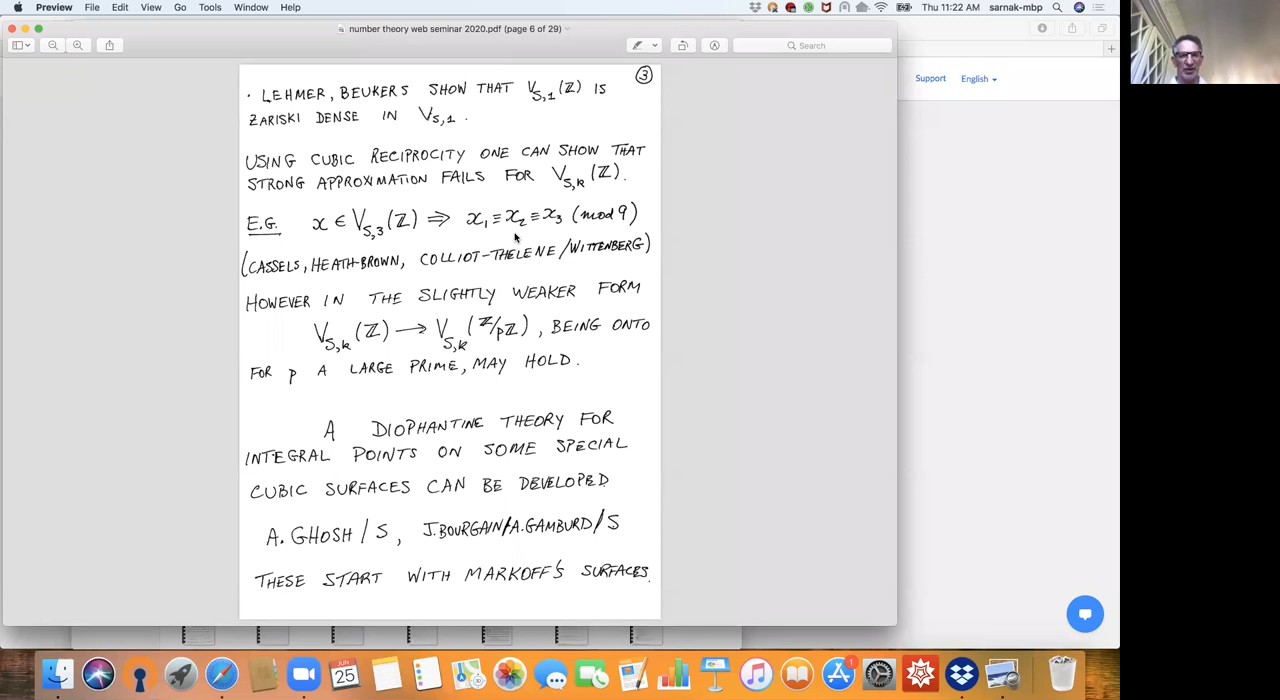 Preview File Edit View Go Tools Window Help
Thu 11:22 AM sarnak-mbp
number theory web seminar 2020.pdf (page 6 of 29)
Search
Support English
3
· LEHMER, BEUKERS SHOW THAT V_{S,1}(ℤ) IS
ZARISKI DENSE IN V_{S,1}.
USING CUBIC RECIPROCITY ONE CAN SHOW THAT
STRONG APPROXIMATION FAILS FOR V_{S,k}(ℤ).
E.G. x ∈ V_{S,3}(ℤ) ⇒ x₁ ≡ x₂ ≡ x₃ (mod 9)
(CASSELS, HEATH-BROWN, COLLIOT-THELENE/WITTENBERG)
HOWEVER IN THE SLIGHTLY WEAKER FORM
V_{S,k}(ℤ) → V_{S,k}(ℤ/pℤ), BEING ONTO
FOR p A LARGE PRIME, MAY HOLD.
A DIOPHANTINE THEORY FOR
INTEGRAL POINTS ON SOME SPECIAL
CUBIC SURFACES CAN BE DEVELOPED
A. GHOSH / S, J. BOURGAIN/A. GAMBURD/S
THESE START WITH MARKOFF'S SURFACES.
JUN
25
1